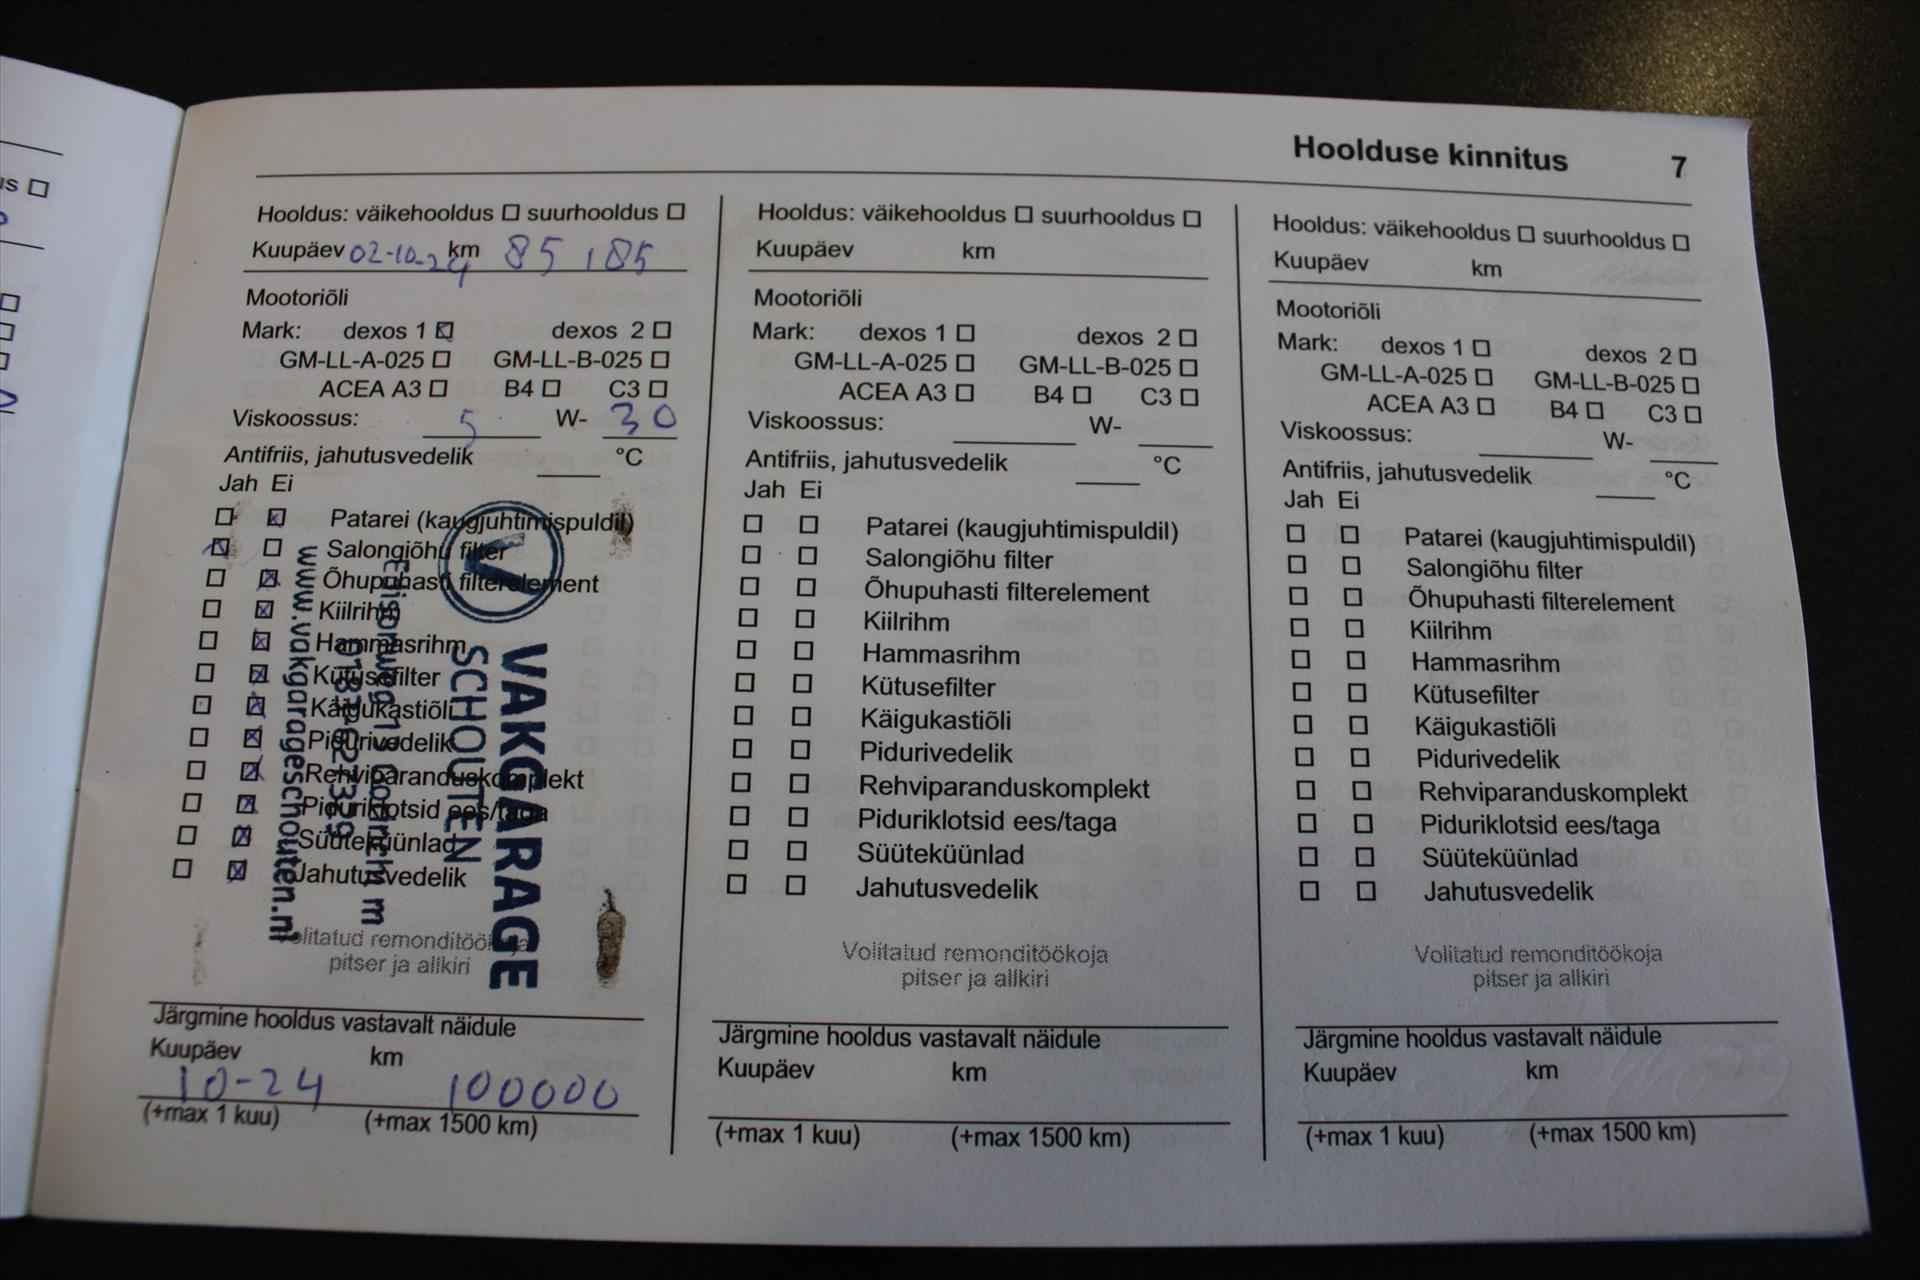 us
Hoolduse kinnitus 7
Hooldus: väikehooldus suurhooldus
Kuupäev 02-10-24 km 85185
Mootoriõli
Mark: dexos 1 dexos 2
GM-LL-A-025 GM-LL-B-025
ACEA A3 B4 C3
Viskoossus: 5 W- 30
Antifriis, jahutusvedelik °C
Jah Ei
Patarei (kaugjuhtimispuldil)
Salongiõhu filter
Õhupuhasti filterelement
Kiilrihm
Hammasrihm
Kütusefilter
Käigukastiõli
Pidurivedelik
Rehviparanduskomplekt
Piduriklotsid ees/taga
Süüteküünlad
Jahutusvedelik
V
VAKGARAGE
SCHOUTEN
Gorinchem
www.vakgarageschouten.nl
Volitatud remonditöökoja
pitser ja allkiri
Järgmine hooldus vastavalt näidule
Kuupäev km
10-24 100000
(+max 1 kuu) (+max 1500 km)
Hooldus: väikehooldus suurhooldus
Kuupäev km
Mootoriõli
Mark: dexos 1 dexos 2
GM-LL-A-025 GM-LL-B-025
ACEA A3 B4 C3
Viskoossus: W-
Antifriis, jahutusvedelik °C
Jah Ei
Patarei (kaugjuhtimispuldil)
Salongiõhu filter
Õhupuhasti filterelement
Kiilrihm
Hammasrihm
Kütusefilter
Käigukastiõli
Pidurivedelik
Rehviparanduskomplekt
Piduriklotsid ees/taga
Süüteküünlad
Jahutusvedelik
Volitatud remonditöökoja
pitser ja allkiri
Järgmine hooldus vastavalt näidule
Kuupäev km
(+max 1 kuu) (+max 1500 km)
Hooldus: väikehooldus suurhooldus
Kuupäev km
Mootoriõli
Mark: dexos 1 dexos 2
GM-LL-A-025 GM-LL-B-025
ACEA A3 B4 C3
Viskoossus: W-
Antifriis, jahutusvedelik °C
Jah Ei
Patarei (kaugjuhtimispuldil)
Salongiõhu filter
Õhupuhasti filterelement
Kiilrihm
Hammasrihm
Kütusefilter
Käigukastiõli
Pidurivedelik
Rehviparanduskomplekt
Piduriklotsid ees/taga
Süüteküünlad
Jahutusvedelik
Volitatud remonditöökoja
pitser ja allkiri
Järgmine hooldus vastavalt näidule
Kuupäev km
(+max 1 kuu) (+max 1500 km)